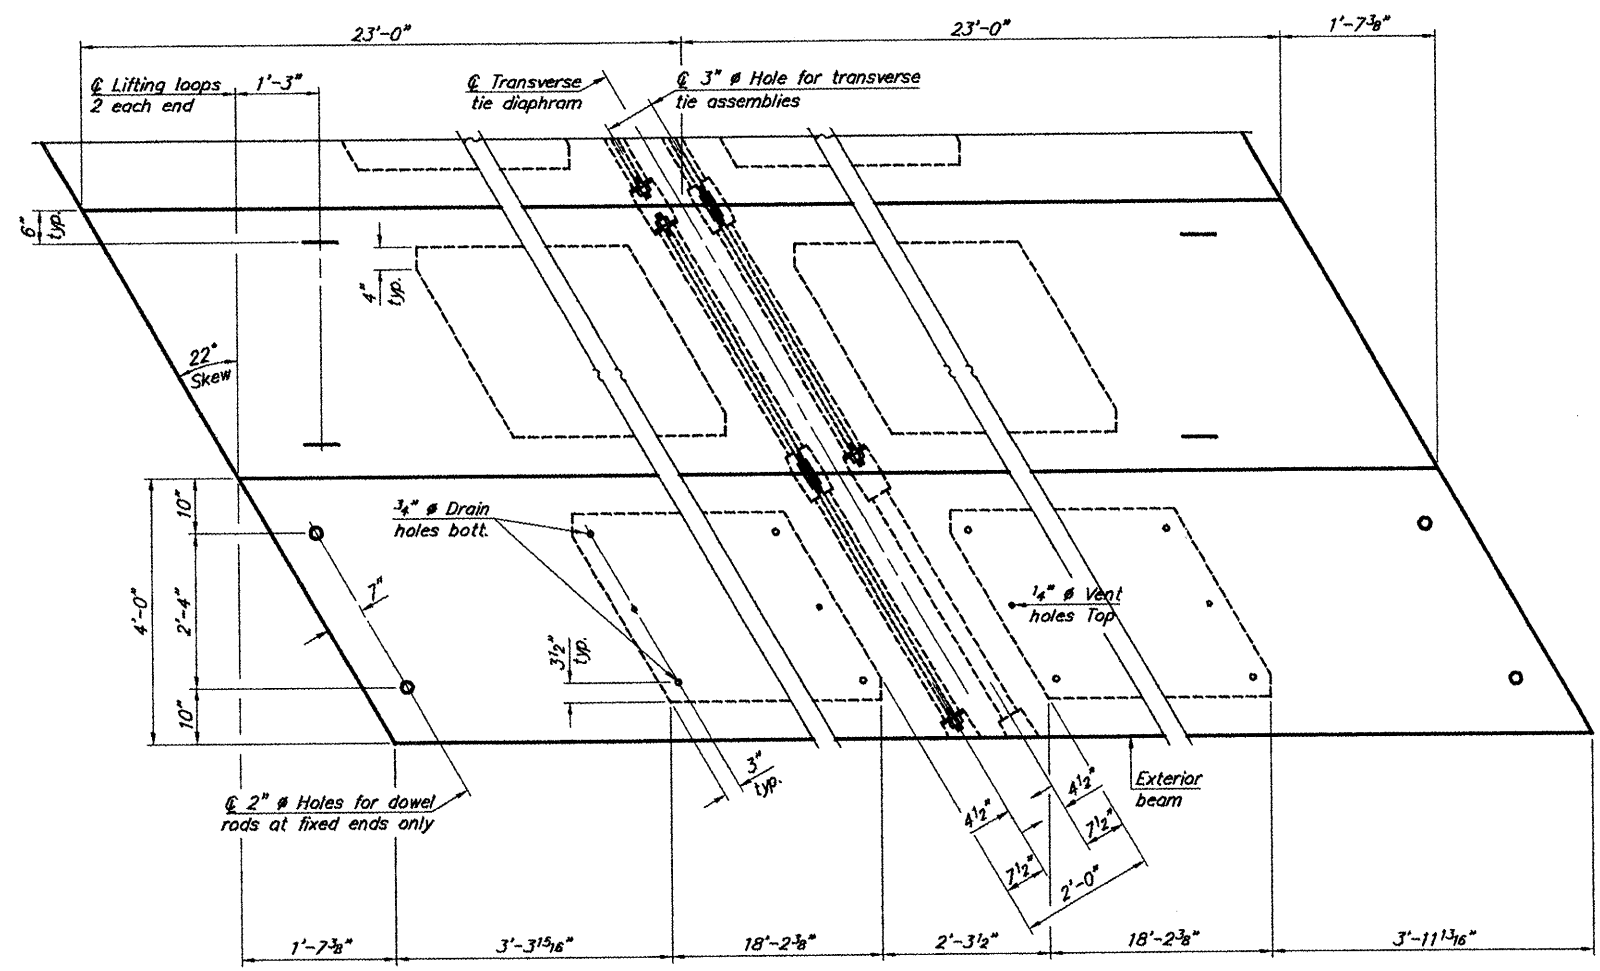 23'-0"
23'-0"
1'-7 3/8"
℄ Lifting loops
2 each end
1'-3"
℄ Transverse
tie diaphram
℄ 3" ø Hole for transverse
tie assemblies
6"
typ.
4"
typ.
22°
Skew
10"
2'-4"
10"
4'-0"
7"
3/4" ø Drain
holes bott.
3 1/2"
typ.
1/4" ø Vent
holes Top
3"
typ.
℄ 2" ø Holes for dowel
rods at fixed ends only
Exterior
beam
4 1/2"
7 1/2"
4 1/2"
7 1/2"
2'-0"
1'-7 3/8"
3'-3 15/16"
18'-2 3/8"
2'-3 1/2"
18'-2 3/8"
3'-11 13/16"